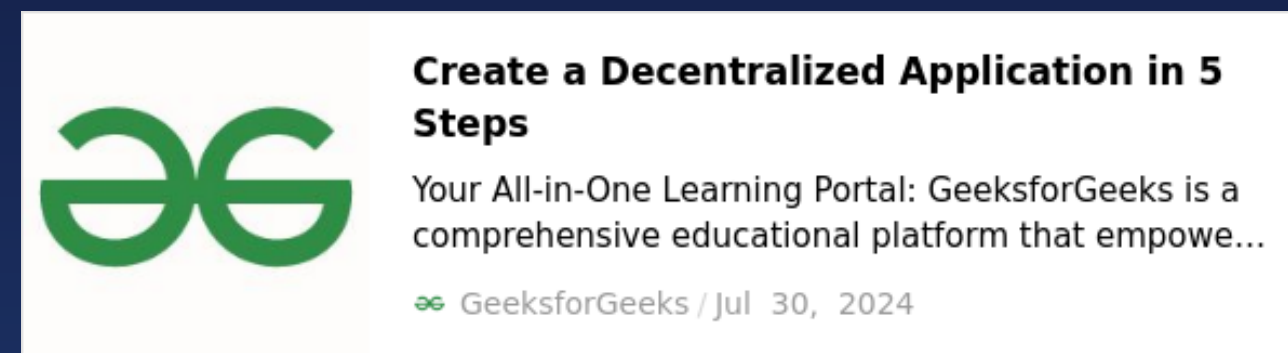 Create a Decentralized Application in 5
Steps
Your All-in-One Learning Portal: GeeksforGeeks is a
comprehensive educational platform that empowe...
GeeksforGeeks / Jul 30, 2024